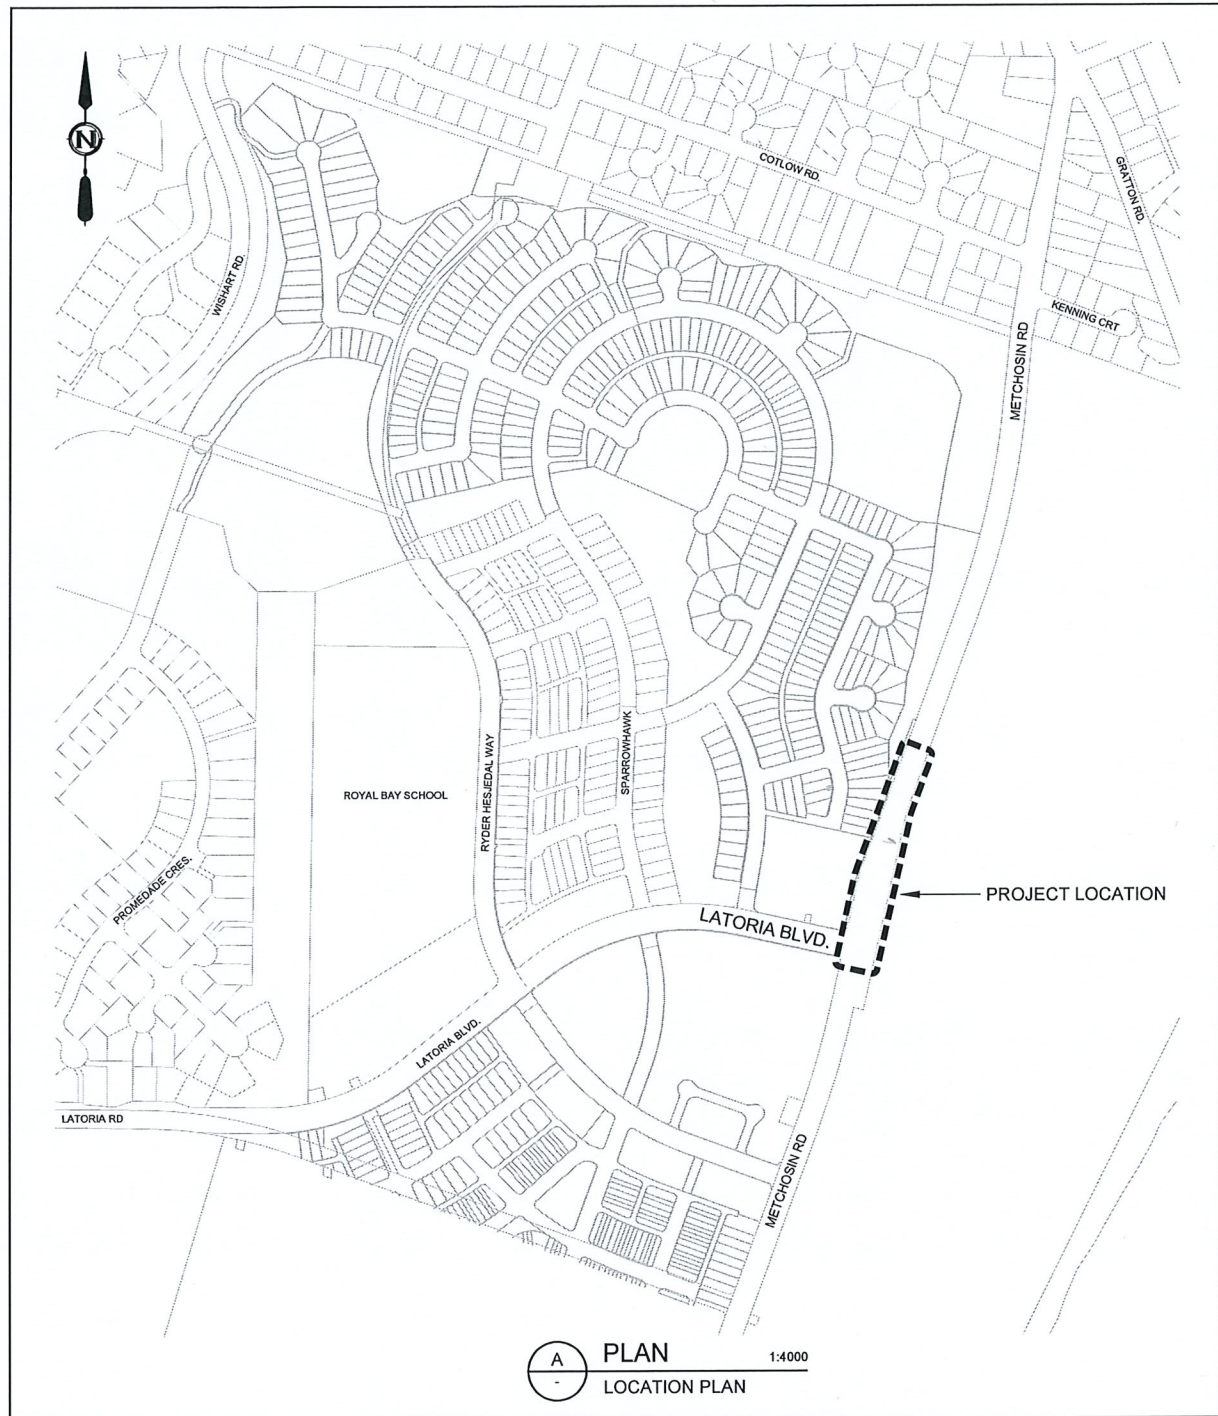 N
COTLOW RD.
GRATTON RD.
WISHART RD.
KENNING CRT
METCHOSIN RD
SPARROWHAWK
RYDER HESJEDAL WAY
ROYAL BAY SCHOOL
PROMEDADE CRES.
PROJECT LOCATION
LATORIA BLVD.
LATORIA BLVD.
LATORIA RD
METCHOSIN RD
A
-
PLAN 1:4000
LOCATION PLAN